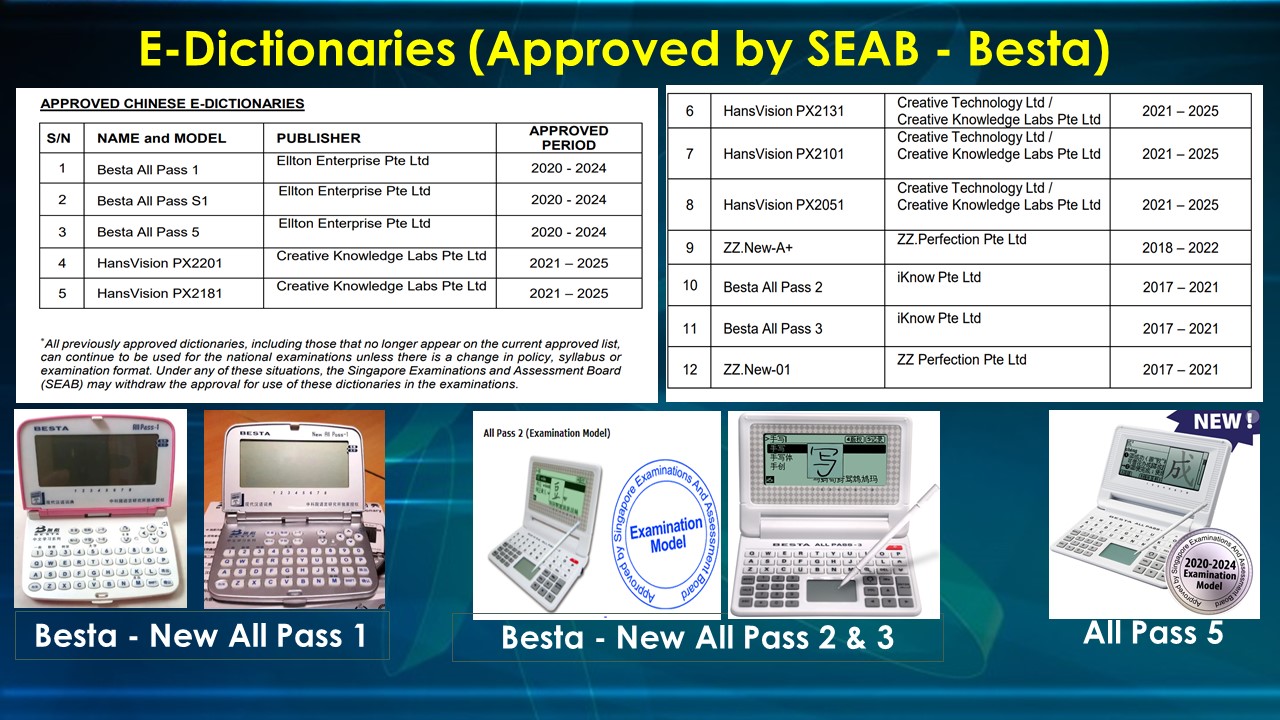 E-Dictionaries (Approved by SEAB - Besta)
APPROVED CHINESE E-DICTIONARIES
S/N NAME and MODEL PUBLISHER APPROVED PERIOD
1 Besta All Pass 1 Ellton Enterprise Pte Ltd 2020 - 2024
2 Besta All Pass S1 Ellton Enterprise Pte Ltd 2020 - 2024
3 Besta All Pass 5 Ellton Enterprise Pte Ltd 2020 - 2024
4 HansVision PX2201 Creative Knowledge Labs Pte Ltd 2021 – 2025
5 HansVision PX2181 Creative Knowledge Labs Pte Ltd 2021 – 2025
*All previously approved dictionaries, including those that no longer appear on the current approved list,
can continue to be used for the national examinations unless there is a change in policy, syllabus or
examination format. Under any of these situations, the Singapore Examinations and Assessment Board
(SEAB) may withdraw the approval for use of these dictionaries in the examinations.
6 HansVision PX2131 Creative Technology Ltd / Creative Knowledge Labs Pte Ltd 2021 – 2025
7 HansVision PX2101 Creative Technology Ltd / Creative Knowledge Labs Pte Ltd 2021 – 2025
8 HansVision PX2051 Creative Technology Ltd / Creative Knowledge Labs Pte Ltd 2021 – 2025
9 ZZ.New-A+ ZZ.Perfection Pte Ltd 2018 – 2022
10 Besta All Pass 2 iKnow Pte Ltd 2017 – 2021
11 Besta All Pass 3 iKnow Pte Ltd 2017 – 2021
12 ZZ.New-01 ZZ Perfection Pte Ltd 2017 – 2021
BESTA All Pass-1
BESTA New All Pass-1
All Pass 2 (Examination Model)
Approved by Singapore Examinations And Assessment Board
Examination
Model
手写
手写体
手创
写
BESTA ALL PASS-3
NEW !
成
BESTA ALL PASS
Approved by Singapore Examinations And Assessment Board
2020-2024
Examination
Model
Besta - New All Pass 1
Besta - New All Pass 2 & 3
All Pass 5